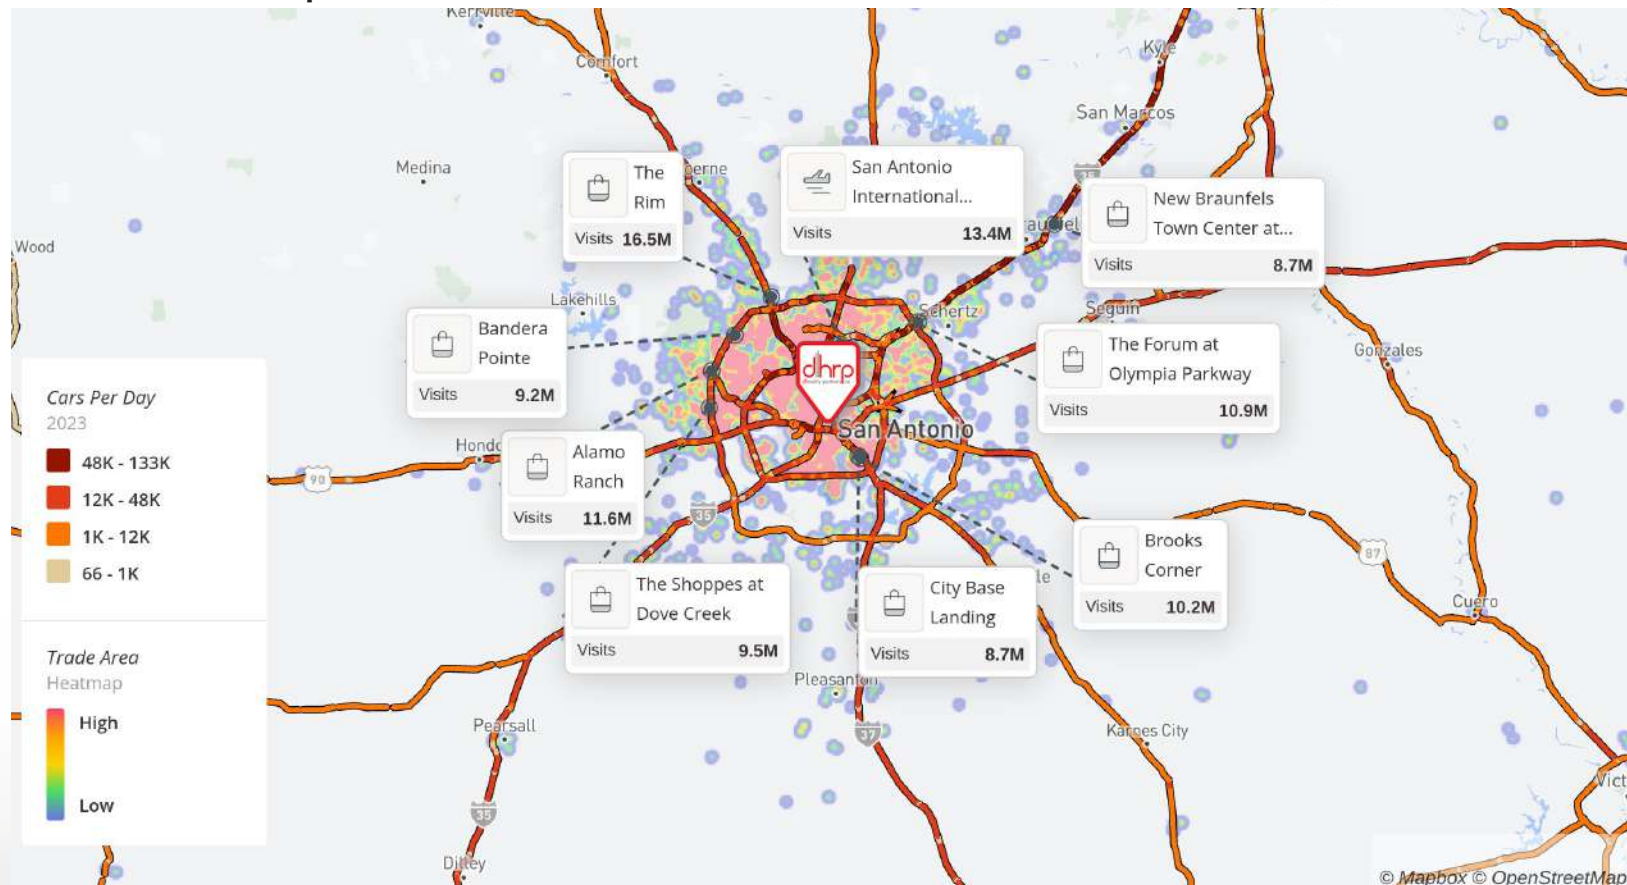 Kerrville
Comfort
Kyle
San Marcos
Medina
erne
35
The
Rim
Visits 16.5M
San Antonio
International...
Visits 13.4M
New Braunfels
Town Center at...
Visits 8.7M
Wood
Lakehills
Schertz
Seguin
Bandera
Pointe
Visits 9.2M
The Forum at
Olympia Parkway
Visits 10.9M
Gonzales
dhrp
San Antonio
Cars Per Day
2023
48K - 133K
12K - 48K
1K - 12K
66 - 1K
Hondo
90
Alamo
Ranch
Visits 11.6M
35
87
Brooks
Corner
Visits 10.2M
The Shoppes at
Dove Creek
Visits 9.5M
City Base
Landing
Visits 8.7M
le
Cuero
Trade Area
Heatmap
High
Low
Pleasanton
Pearsall
37
Karnes City
Vict
35
Dilley
© Mapbox © OpenStreetMap